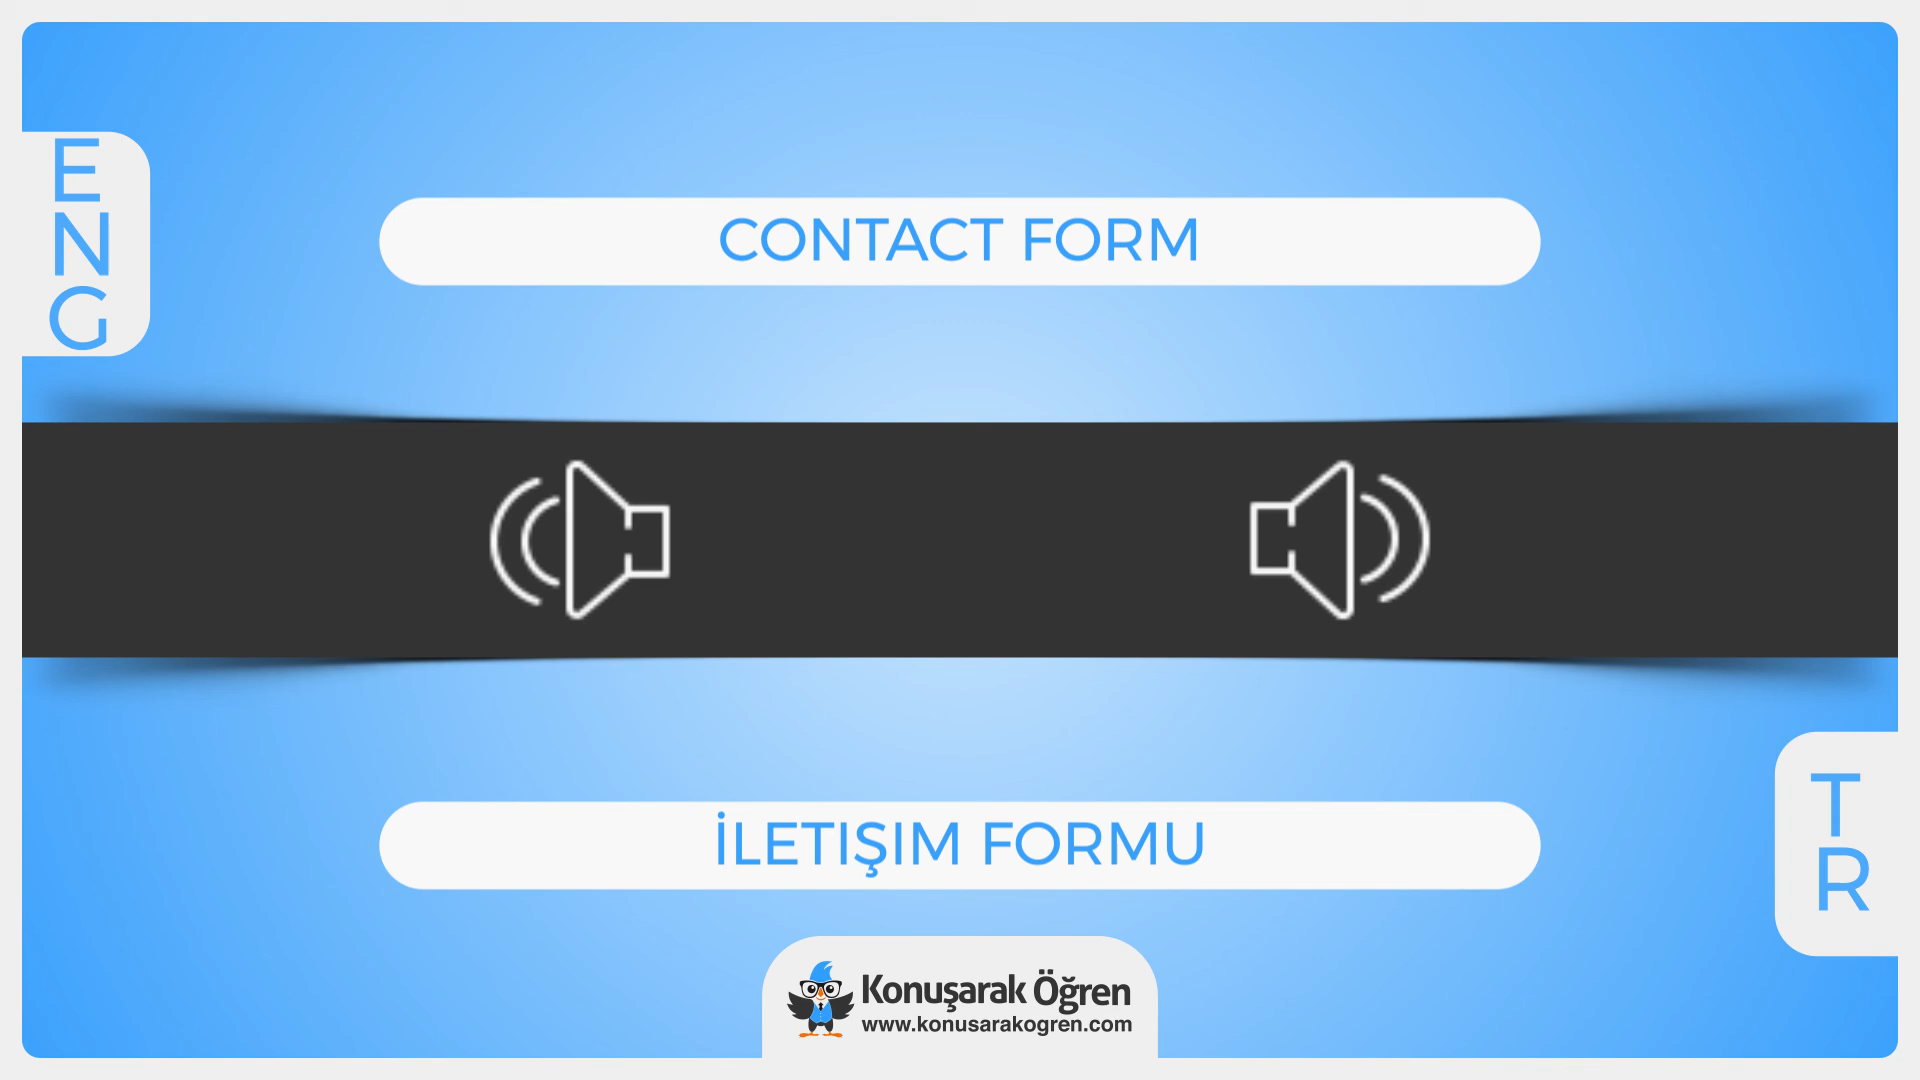 ENG
CONTACT FORM
İLETIŞIM FORMU
TR
Konuşarak Öğren
www.konusarakogren.com